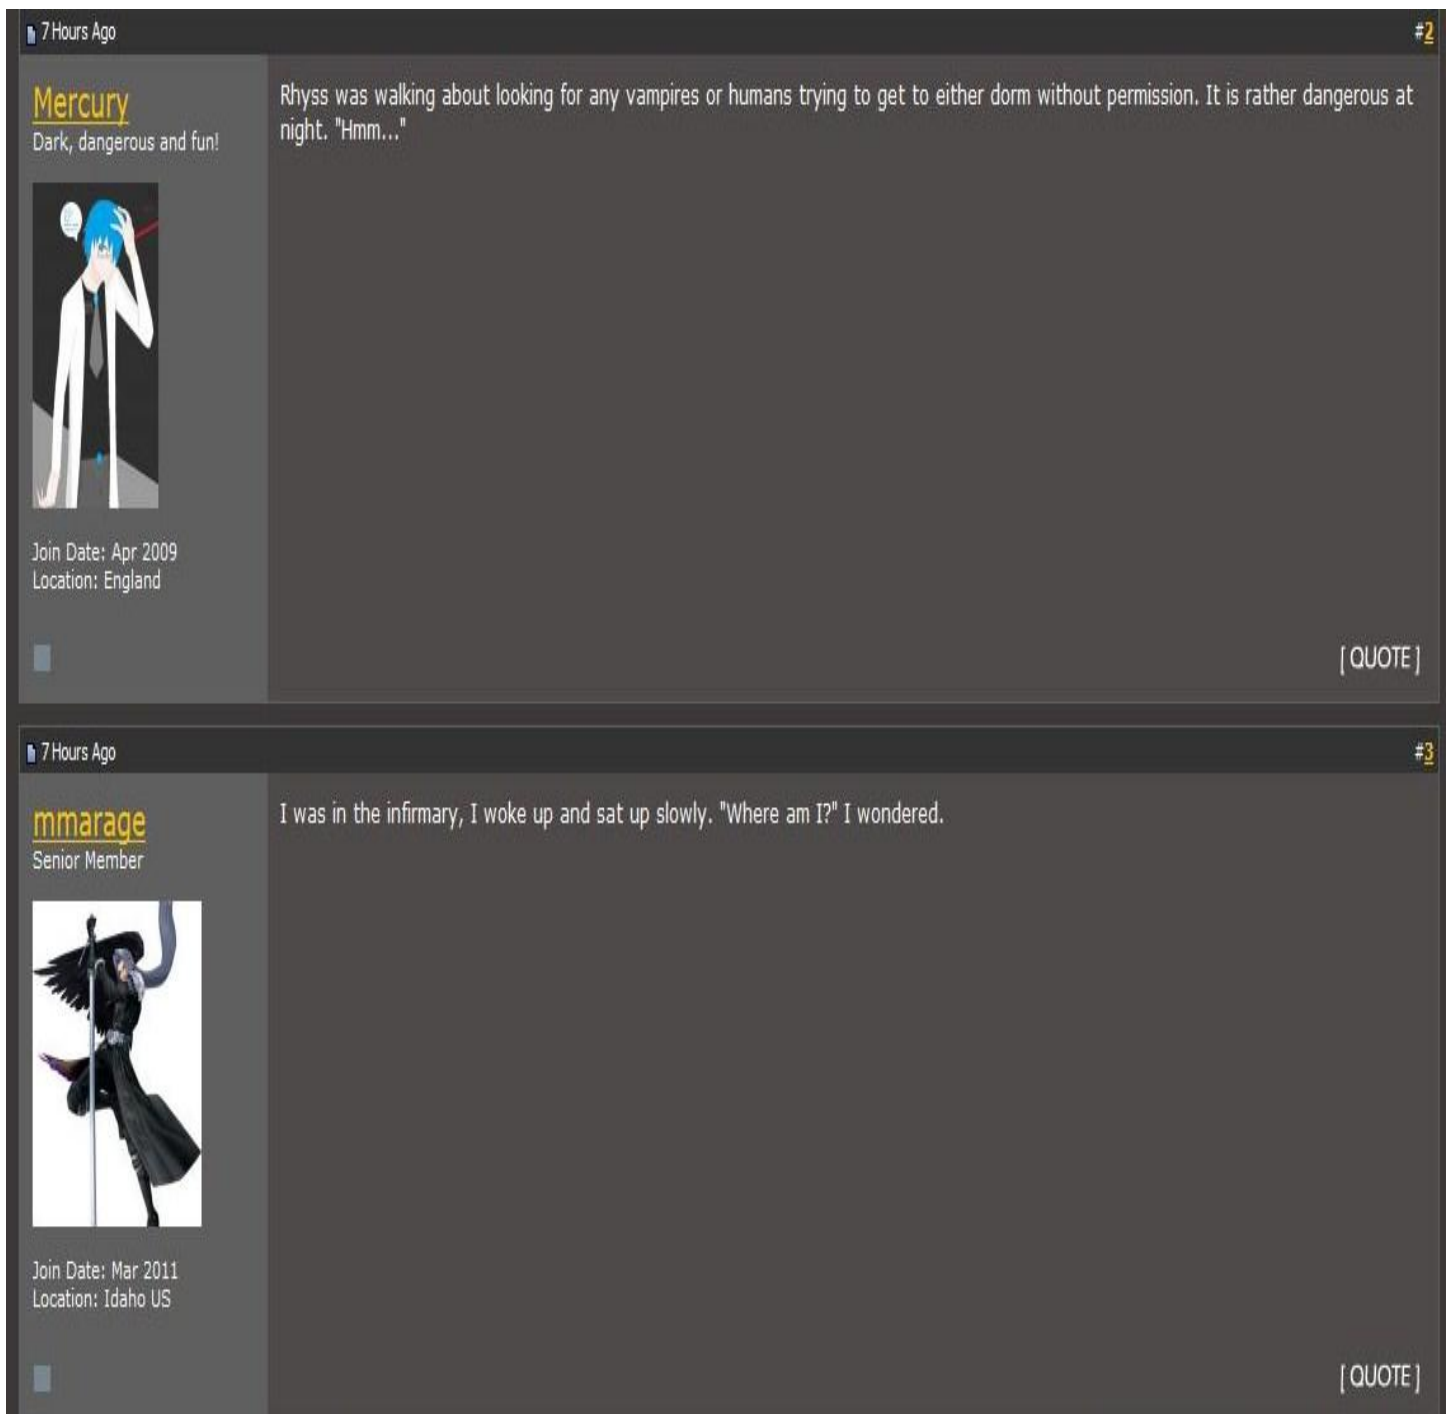 7 Hours Ago
#2
Mercury
Dark, dangerous and fun!
Rhyss was walking about looking for any vampires or humans trying to get to either dorm without permission. It is rather dangerous at
night. "Hmm..."
Join Date: Apr 2009
Location: England
[ QUOTE ]
7 Hours Ago
#3
mmarage
Senior Member
I was in the infirmary, I woke up and sat up slowly. "Where am I?" I wondered.
Join Date: Mar 2011
Location: Idaho US
[ QUOTE ]